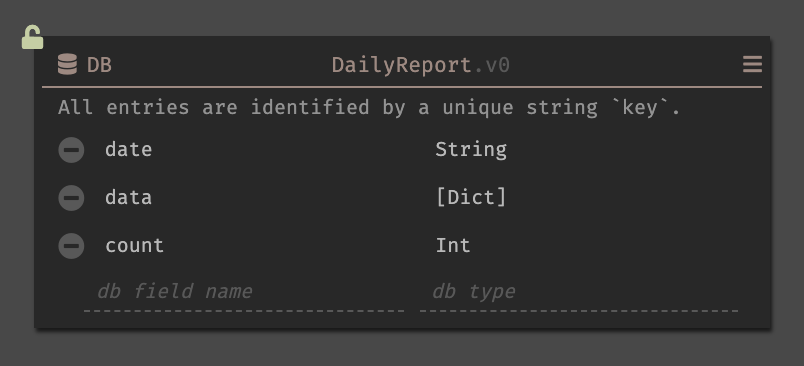 DB DailyReport.v0
All entries are identified by a unique string `key`.
date String
data [Dict]
count Int
db field name db type